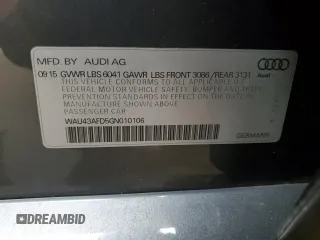 MFD. BY AUDI AG
09 15 GVWR LBS 6041 GAWR LBS FRONT 3086 /REAR 3131
THIS VEHICLE CONFORMS TO ALL APPLICABLE
FEDERAL MOTOR VEHICLE SAFETY, BUMPER, AND
THEFT PREVENTION STANDARDS IN EFFECT ON THE
DATE OF MANUFACTURE SHOWN ABOVE.
PASSENGER CAR
WAU43AFD5GN010106
Audi
GERMANY
© DREAMBID